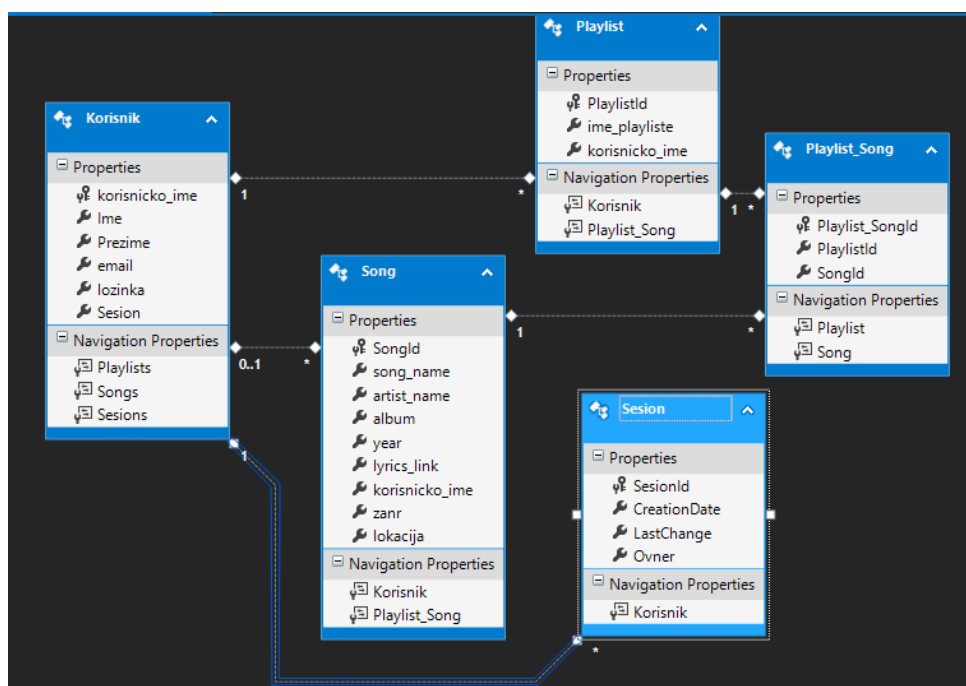 Korisnik
Properties
korisnicko_ime
Ime
Prezime
email
lozinka
Sesion
Navigation Properties
Playlists
Songs
Sesions
Playlist
Properties
PlaylistId
ime_playliste
korisnicko_ime
Navigation Properties
Korisnik
Playlist_Song
Playlist_Song
Properties
Playlist_SongId
PlaylistId
SongId
Navigation Properties
Playlist
Song
Song
Properties
SongId
song_name
artist_name
album
year
lyrics_link
korisnicko_ime
zanr
lokacija
Navigation Properties
Korisnik
Playlist_Song
Sesion
Properties
SesionId
CreationDate
LastChange
Ovner
Navigation Properties
Korisnik
1
*
1 *
0..1 *
1
*
1
*